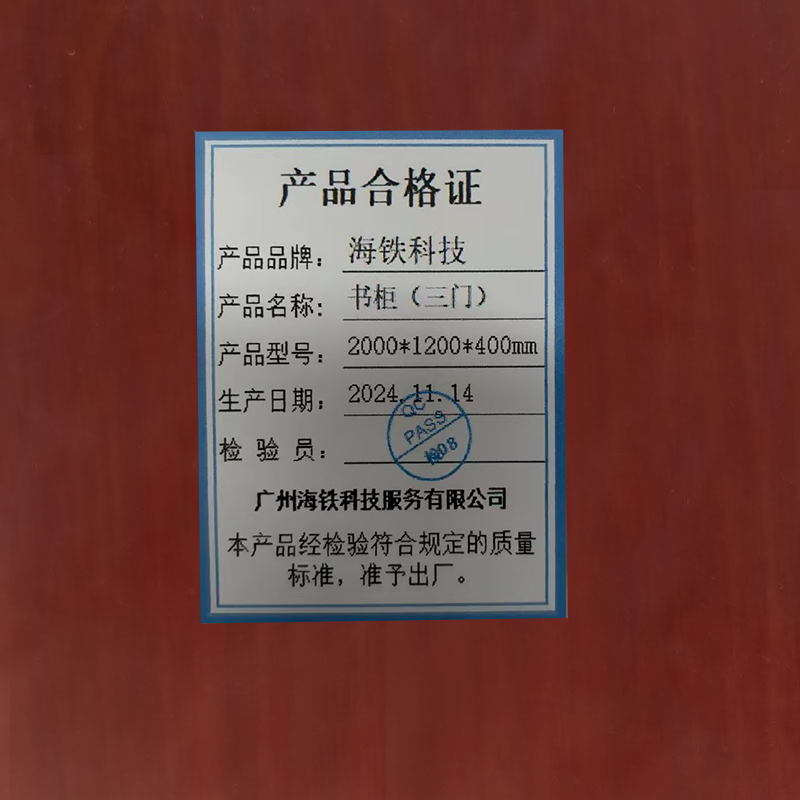 产品合格证
产品品牌：海铁科技
产品名称：书柜（三门）
产品型号：2000*1200*400mm
生产日期：2024.11.14
检 验 员：
QC
PASS
广州海铁科技服务有限公司
本产品经检验符合规定的质量
标准，准予出厂。